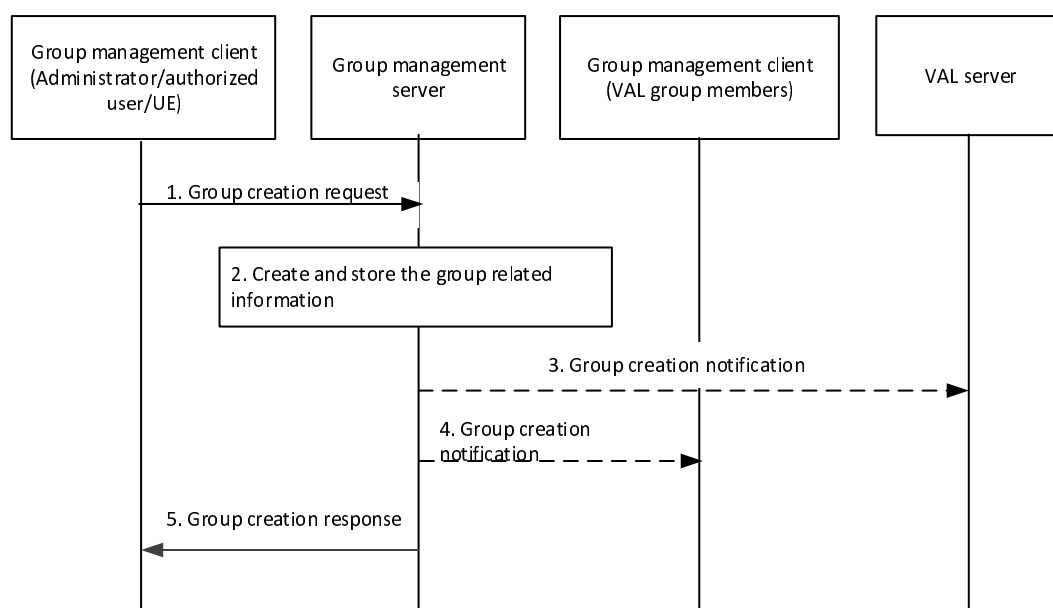 Group management client
(Administrator/authorized
user/UE)
Group management
server
Group management client
(VAL group members)
VAL server
1. Group creation request
2. Create and store the group related
information
3. Group creation notification
4. Group creation
notification
5. Group creation response